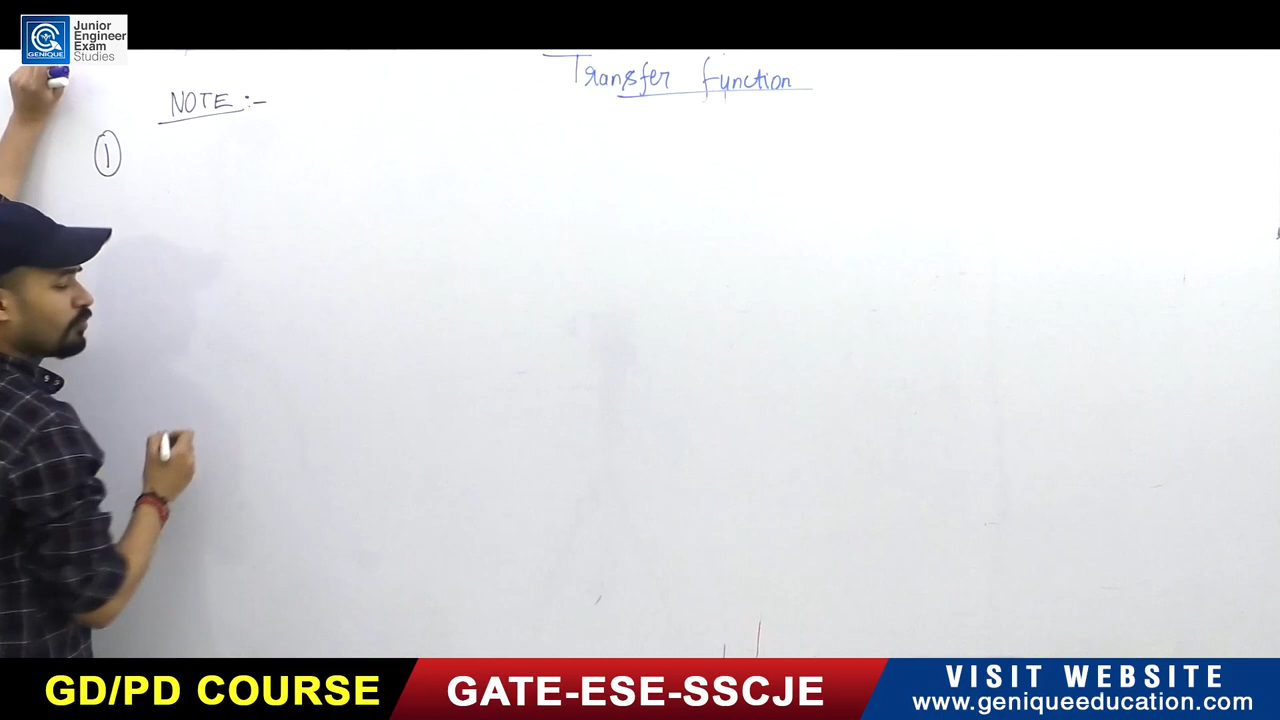 GENIQUE
Junior
Engineer
Exam
Studies
Transfer function
NOTE :-
1
GD/PD COURSE
GATE-ESE-SSCJE
VISIT WEBSITE
www.geniqueeducation.com